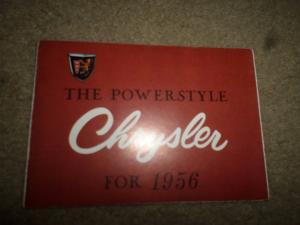 THE POWERSTYLE
Chrysler
FOR 1956